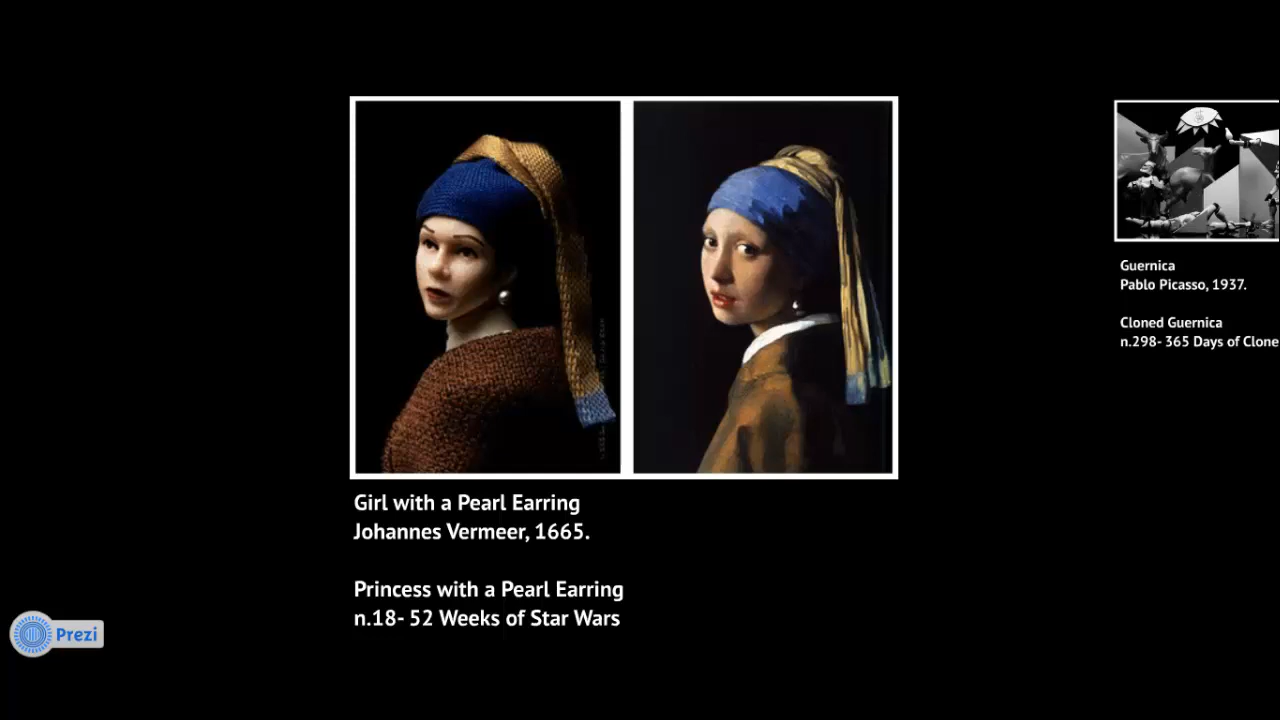 Girl with a Pearl Earring
Johannes Vermeer, 1665.
Princess with a Pearl Earring
n.18- 52 Weeks of Star Wars
Guernica
Pablo Picasso, 1937.
Cloned Guernica
n.298- 365 Days of Clone
Prezi